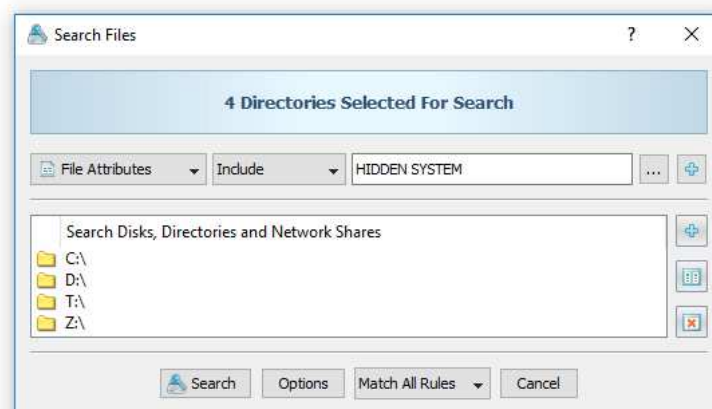 Search Files ?
4 Directories Selected For Search
File Attributes Include HIDDEN SYSTEM ...
Search Disks, Directories and Network Shares
C:\
D:\
T:\
Z:\
Search Options Match All Rules Cancel